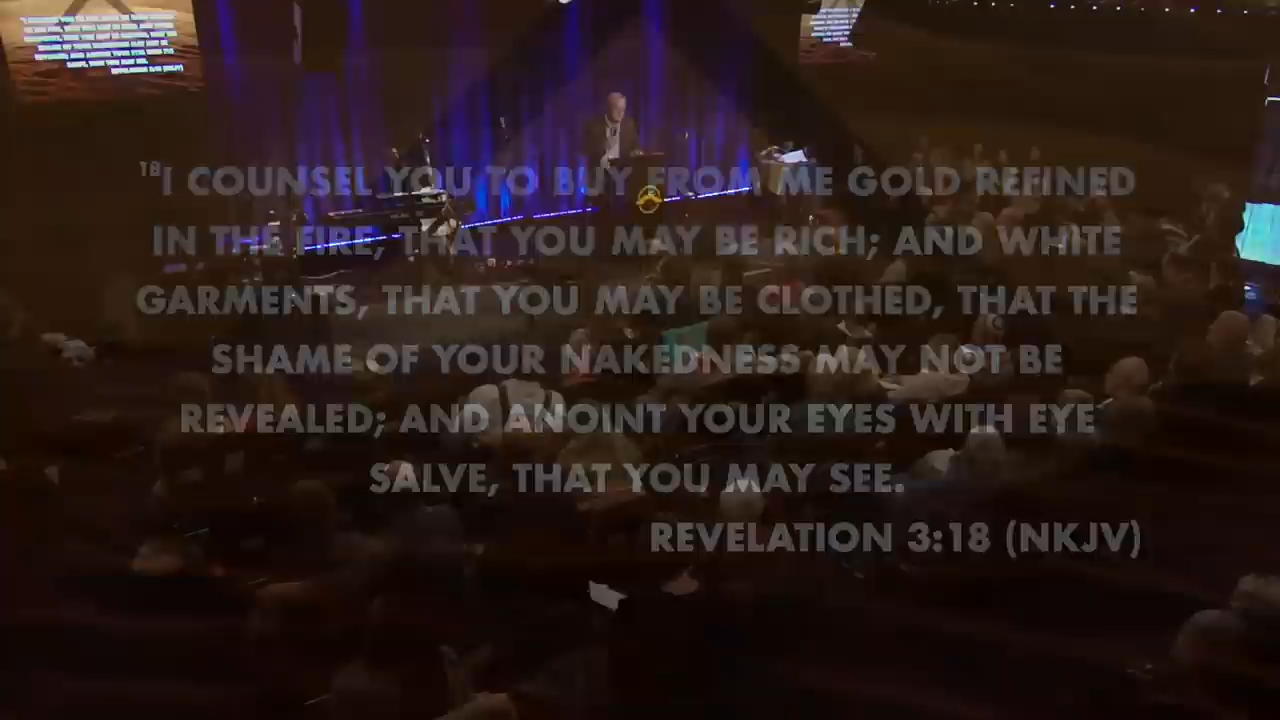 18I COUNSEL YOU TO BUY FROM ME GOLD REFINED
IN THE FIRE, THAT YOU MAY BE RICH; AND WHITE
GARMENTS, THAT YOU MAY BE CLOTHED, THAT THE
SHAME OF YOUR NAKEDNESS MAY NOT BE
REVEALED; AND ANOINT YOUR EYES WITH EYE
SALVE, THAT YOU MAY SEE.
REVELATION 3:18 (NKJV)